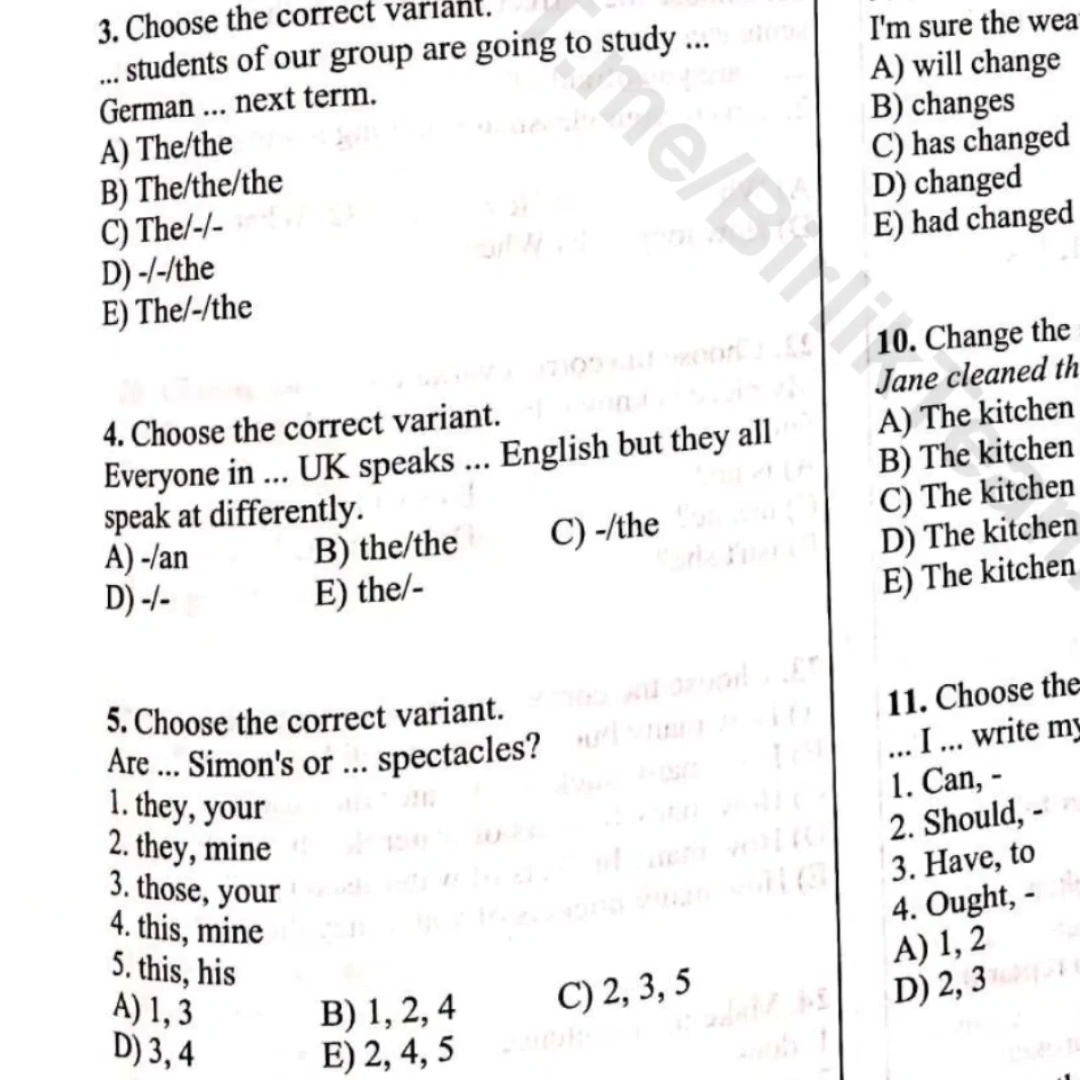 3. Choose the correct variant.
... students of our group are going to study ...
German ... next term.
A) The/the
B) The/the/the
C) The/-/-
D) -/-/the
E) The/-/the
4. Choose the correct variant.
Everyone in ... UK speaks ... English but they all
speak at differently.
A) -/an
B) the/the
C) -/the
D) -/-
E) the/-
5. Choose the correct variant.
Are ... Simon's or ... spectacles?
1. they, your
2. they, mine
3. those, your
4. this, mine
5. this, his
A) 1, 3
B) 1, 2, 4
C) 2, 3, 5
D) 3, 4
E) 2, 4, 5
I'm sure the wea
A) will change
B) changes
C) has changed
D) changed
E) had changed
10. Change the
Jane cleaned th
A) The kitchen
B) The kitchen
C) The kitchen
D) The kitchen
E) The kitchen
11. Choose the
... I ... write my
1. Can, -
2. Should, -
3. Have, to
4. Ought, -
A) 1, 2
D) 2, 3
T.me/BirlikTeam